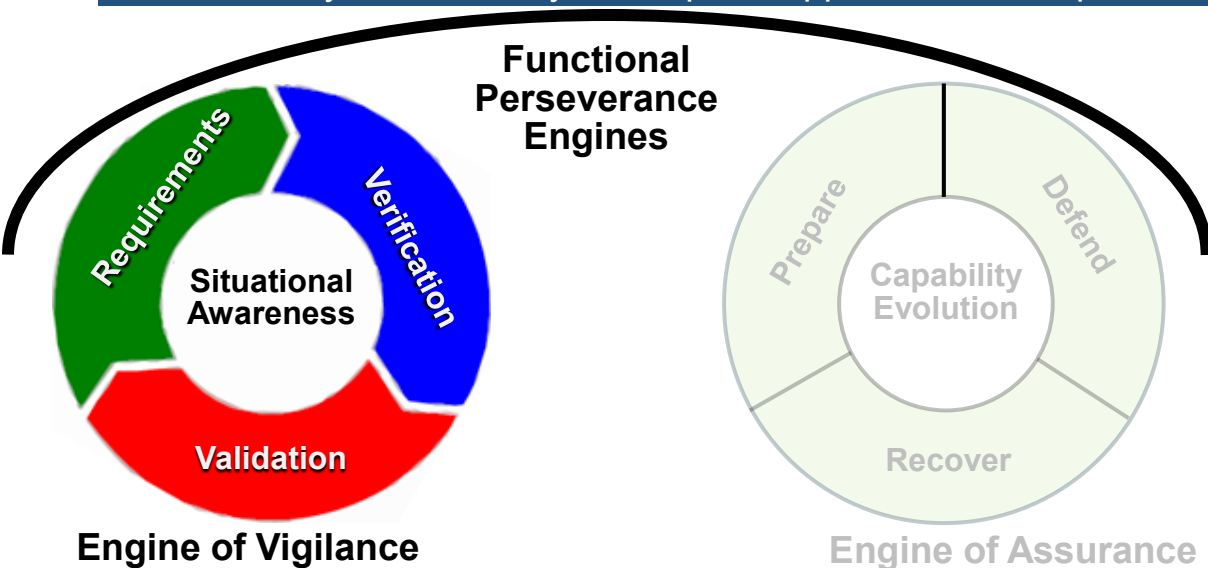 Functional
Perseverance
Engines
Requirements
Verification
Situational
Awareness
Validation
Engine of Vigilance
Prepare
Defend
Capability
Evolution
Recover
Engine of Assurance